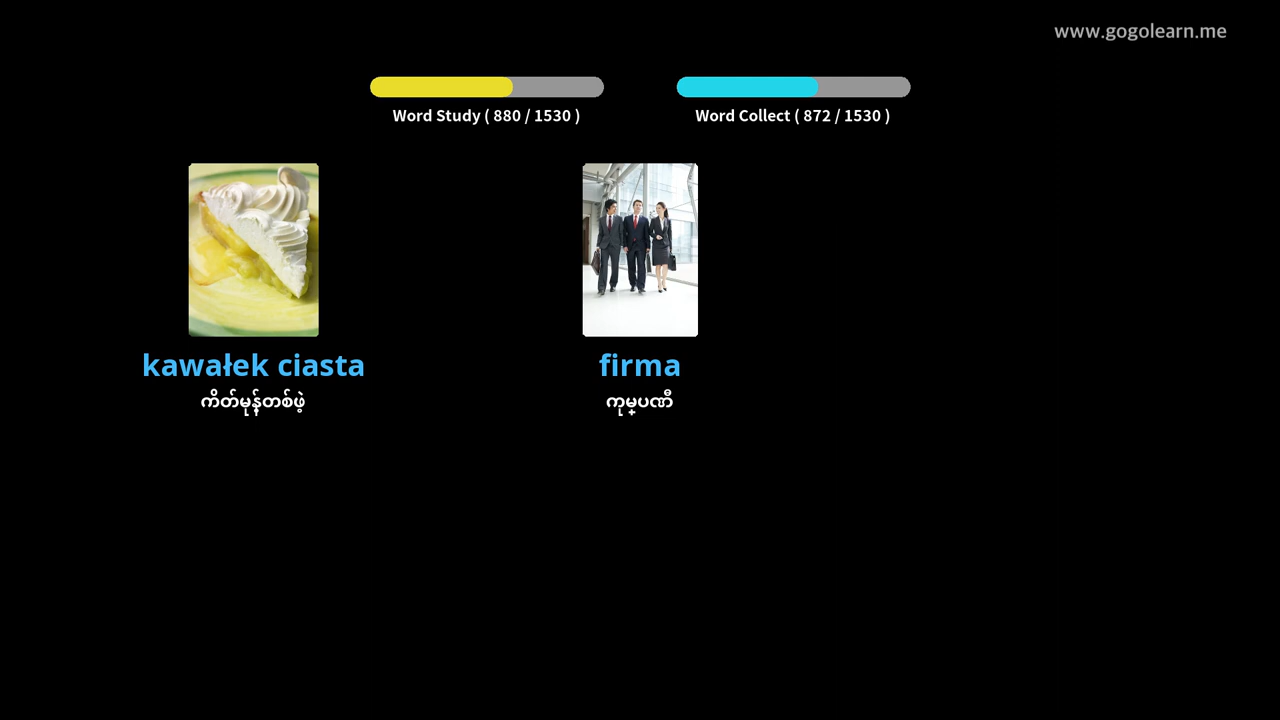 www.gogolearn.me
Word Study ( 880 / 1530 )
Word Collect ( 872 / 1530 )
kawałek ciasta
ကိတ်မုန့်တစ်ဖဲ့
firma
ကုမ္ပဏီ